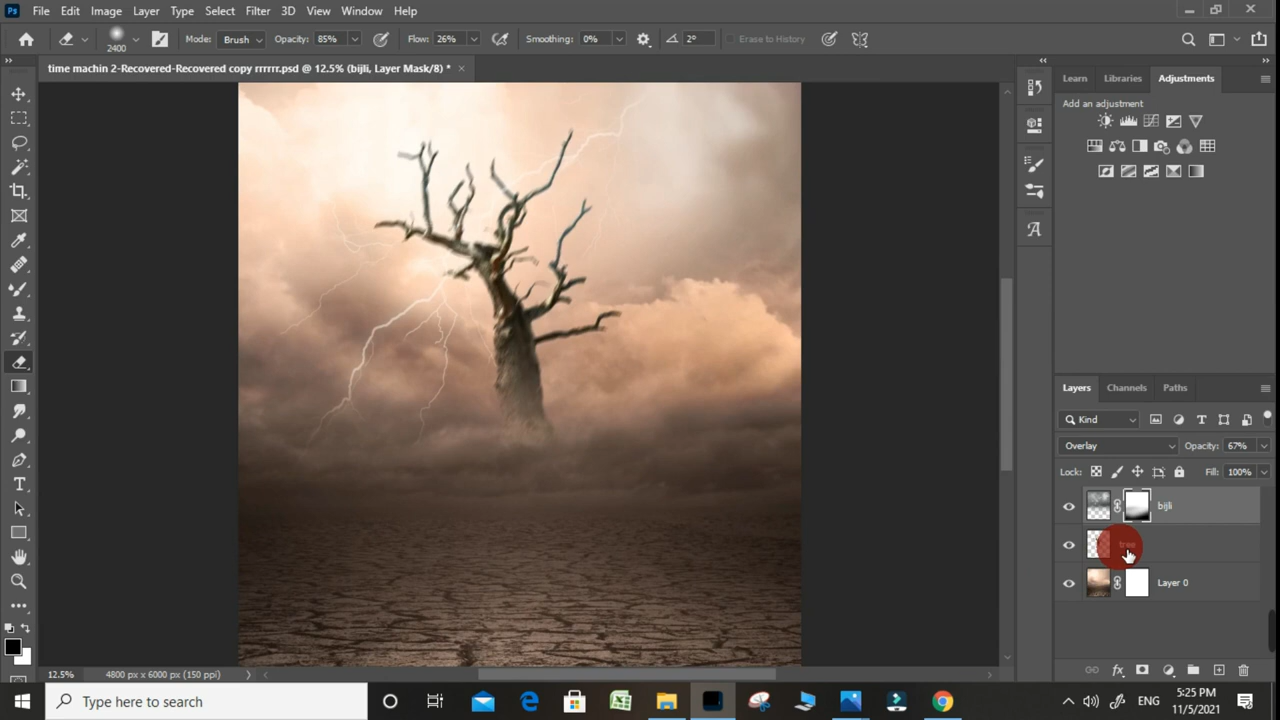 Ps File Edit Image Layer Type Select Filter 3D View Window Help
2400 Mode: Brush Opacity: 85% Flow: 26% Smoothing: 0% 2° Erase to History
time machin 2-Recovered-Recovered copy rrrrrr.psd @ 12.5% (bijli, Layer Mask/8) *
Learn Libraries Adjustments
Add an adjustment
Layers Channels Paths
Kind
Overlay Opacity: 67%
Lock: Fill: 100%
bijli
tree
Layer 0
12.5% 4800 px x 6000 px (150 ppi)
Type here to search
ENG
5:25 PM
11/5/2021